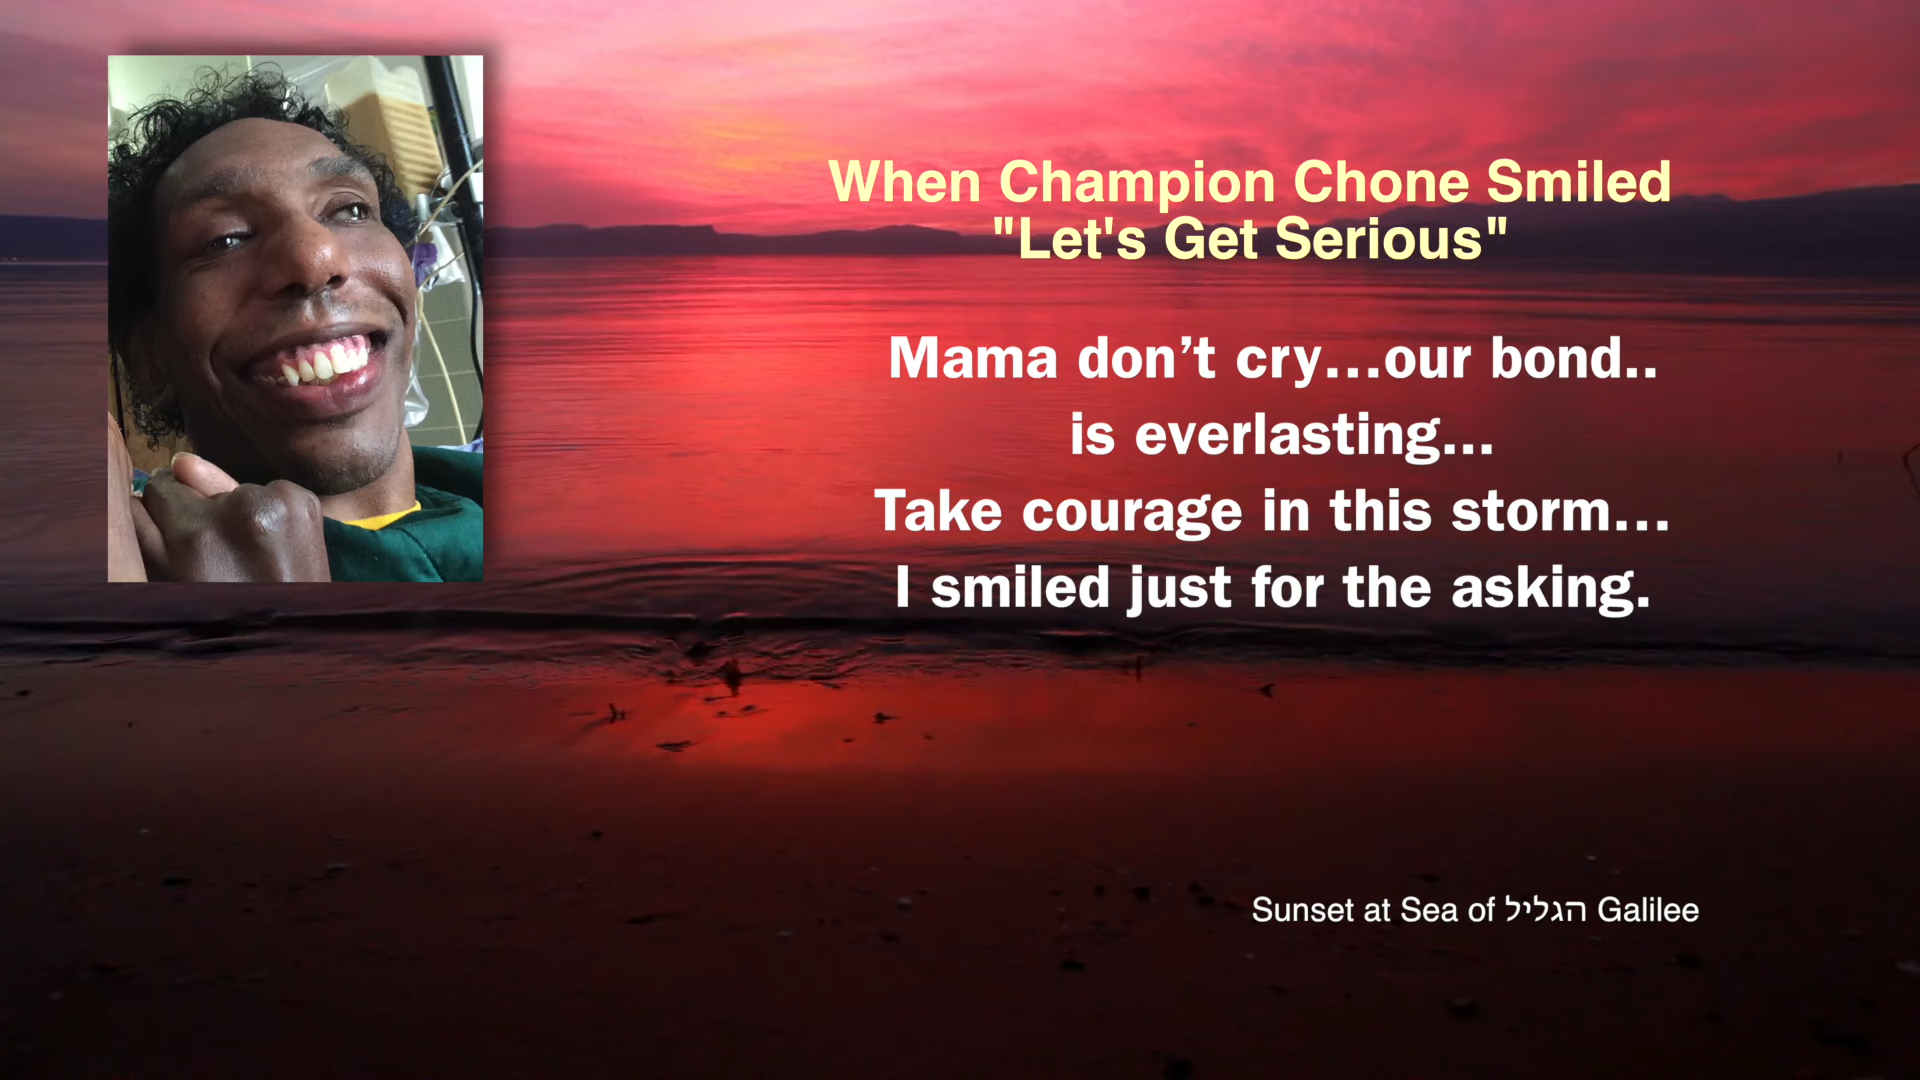 When Champion Chone Smiled
"Let's Get Serious"
Mama don’t cry...our bond..
is everlasting...
Take courage in this storm...
I smiled just for the asking.
Sunset at Sea of הגליל Galilee